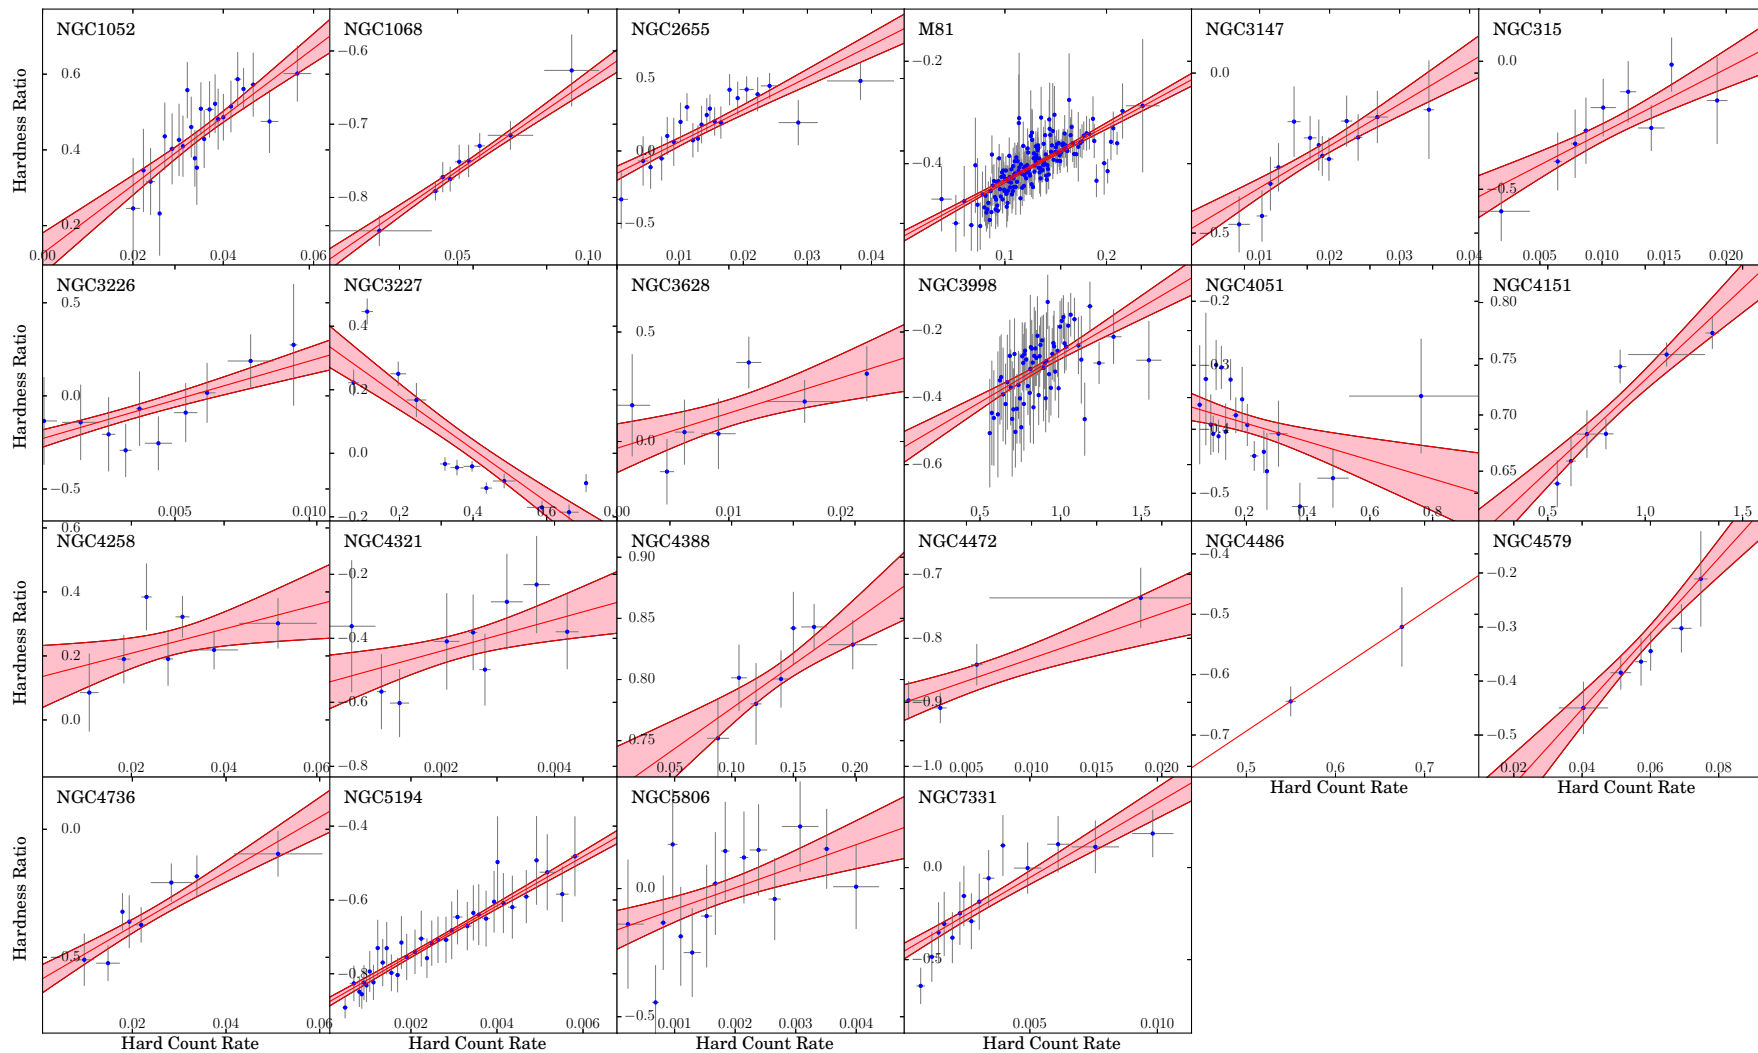 NGC1052 NGC1068 NGC2655 M81 NGC3147 NGC315
Hardness Ratio
0.6 0.4 0.2
0.00 0.02 0.04 0.06
−0.6 −0.7 −0.8
0.05 0.10
0.5 0.0 −0.5
0.01 0.02 0.03 0.04
−0.2 −0.4
0.1 0.2
0.0 −0.5
0.01 0.02 0.03 0.04
0.0 −0.5
0.005 0.010 0.015 0.020
NGC3226 NGC3227 NGC3628 NGC3998 NGC4051 NGC4151
Hardness Ratio
0.5 0.0 −0.5
0.005 0.010
0.4 0.2 0.0 −0.2
0.2 0.4 0.6
0.5 0.0
0.00 0.01 0.02
−0.2 −0.4 −0.6
0.5 1.0 1.5
−0.2 −0.3 −0.4 −0.5
0.2 0.4 0.6 0.8
0.80 0.75 0.70 0.65
0.5 1.0 1.5
NGC4258 NGC4321 NGC4388 NGC4472 NGC4486 NGC4579
Hardness Ratio
0.6 0.4 0.2 0.0
0.02 0.04 0.06
−0.2 −0.4 −0.6 −0.8
0.002 0.004
0.90 0.85 0.80 0.75
0.05 0.10 0.15 0.20
−0.7 −0.8 −0.9 −1.0
0.005 0.010 0.015 0.020
−0.4 −0.5 −0.6 −0.7
0.5 0.6 0.7
−0.2 −0.3 −0.4 −0.5
0.02 0.04 0.06 0.08
Hard Count Rate Hard Count Rate
NGC4736 NGC5194 NGC5806 NGC7331
Hardness Ratio
0.0 −0.5
0.02 0.04 0.06
−0.4 −0.6 −0.8
0.002 0.004 0.006
0.0 −0.5
0.001 0.002 0.003 0.004
0.0 −0.5
0.005 0.010
Hard Count Rate Hard Count Rate Hard Count Rate Hard Count Rate